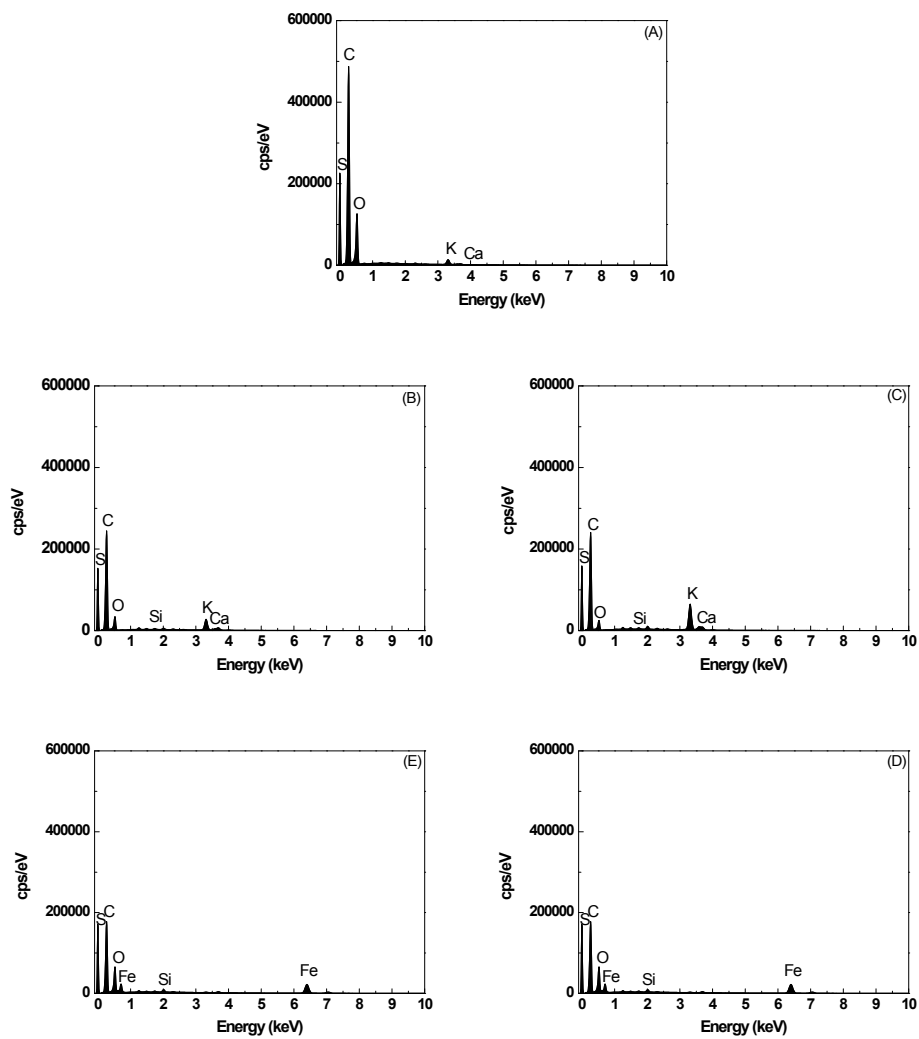 (A)
600000
400000
200000
0
cps/eV
C
S
O
K
Ca
0 1 2 3 4 5 6 7 8 9 10
Energy (keV)
(B)
600000
400000
200000
0
cps/eV
C
S
O
Si
K
Ca
0 1 2 3 4 5 6 7 8 9 10
Energy (keV)
(C)
600000
400000
200000
0
cps/eV
C
S
O
Si
K
Ca
0 1 2 3 4 5 6 7 8 9 10
Energy (keV)
(E)
600000
400000
200000
0
cps/eV
S
C
O
Fe
Si
Fe
0 1 2 3 4 5 6 7 8 9 10
Energy (keV)
(D)
600000
400000
200000
0
cps/eV
S
C
O
Fe
Si
Fe
0 1 2 3 4 5 6 7 8 9 10
Energy (keV)